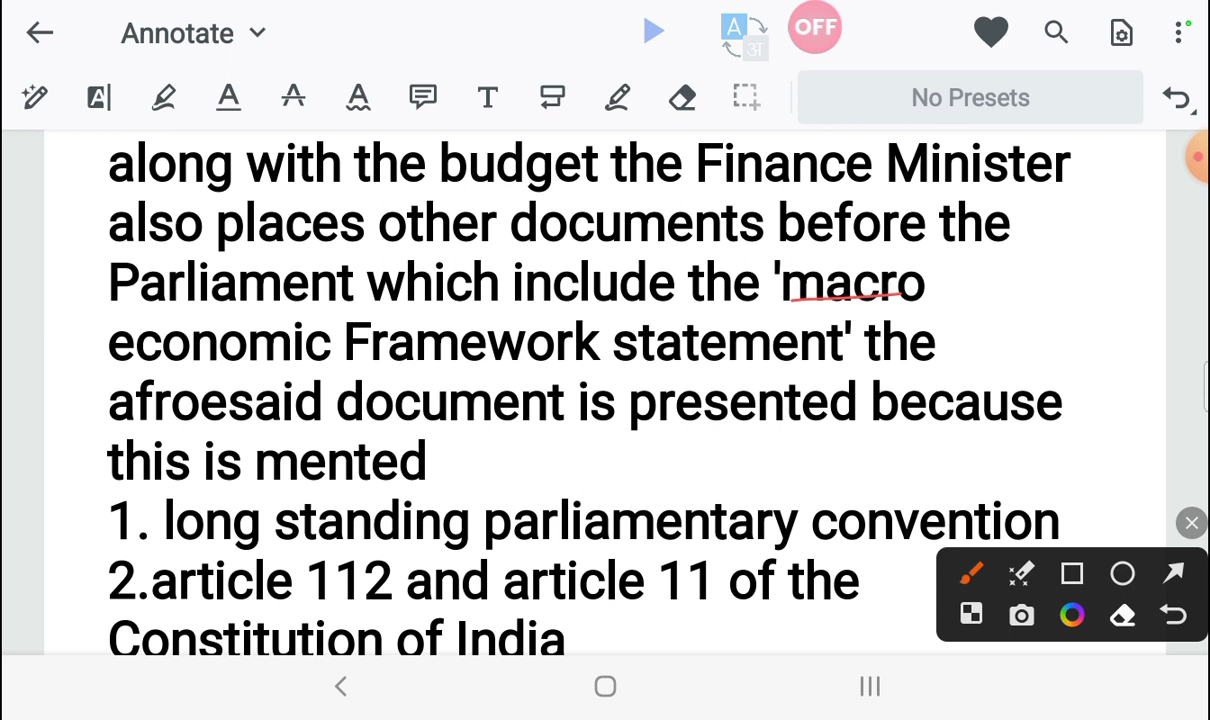 Annotate
A
अ
OFF
No Presets
along with the budget the Finance Minister
also places other documents before the
Parliament which include the 'macro
economic Framework statement' the
afroesaid document is presented because
this is mented
1. long standing parliamentary convention
2.article 112 and article 11 of the
Constitution of India